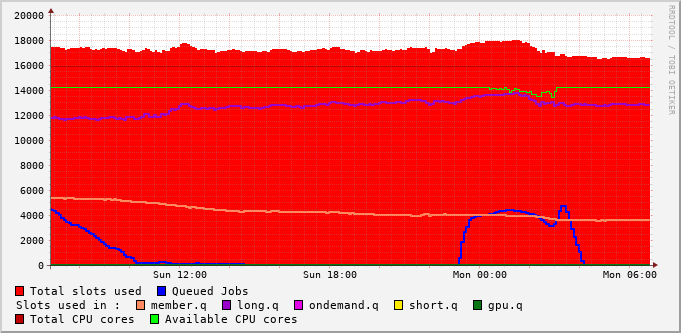 RRDTOOL / TOBI OETIKER
20000
18000
16000
14000
12000
10000
8000
6000
4000
2000
0
Sun 12:00 Sun 18:00 Mon 00:00 Mon 06:00
Total slots used Queued Jobs
Slots used in : member.q long.q ondemand.q short.q gpu.q
Total CPU cores Available CPU cores